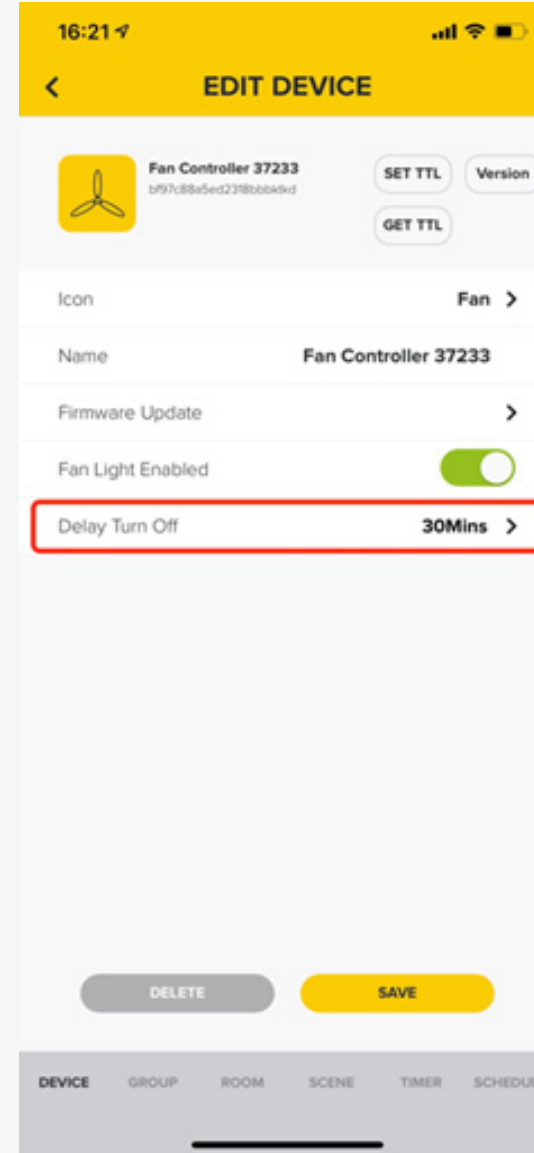 16:21
EDIT DEVICE
Fan Controller 37233
SET TTL
Version
GET TTL
Icon
Fan
Name
Fan Controller 37233
Firmware Update
Fan Light Enabled
Delay Turn Off
30Mins
DELETE
SAVE
DEVICE
GROUP
ROOM
SCENE
TIMER